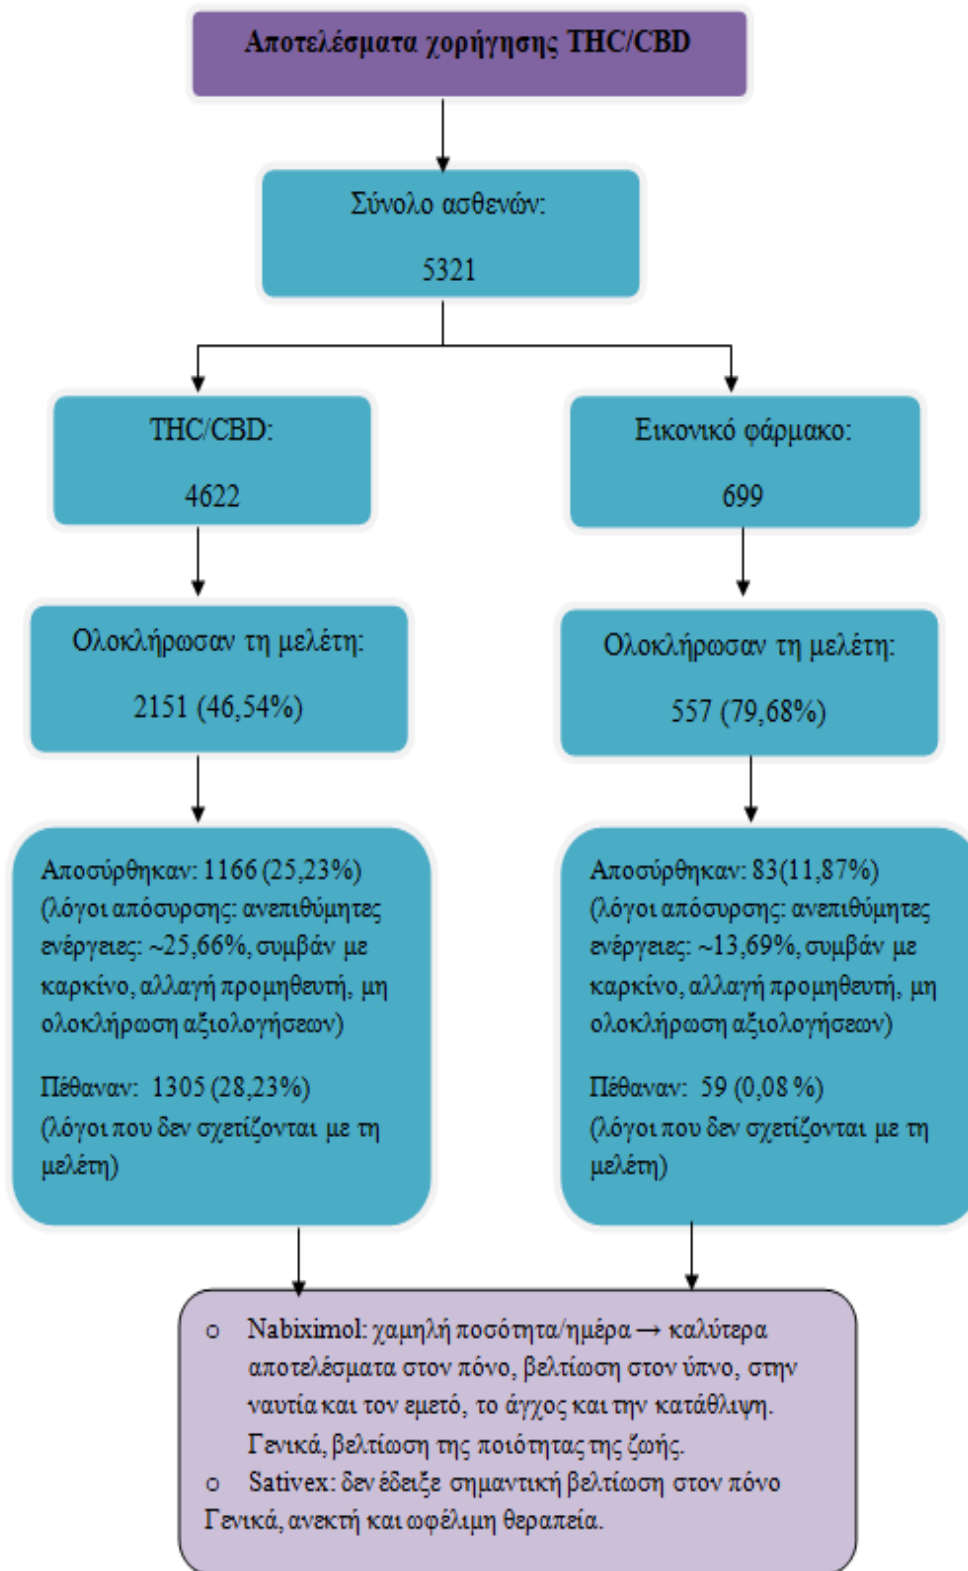 Αποτελέσματα χορήγησης THC/CBD
Σύνολο ασθενών:
5321
THC/CBD:
4622
Εικονικό φάρμακο:
699
Ολοκλήρωσαν τη μελέτη:
2151 (46,54%)
Ολοκλήρωσαν τη μελέτη:
557 (79,68%)
Αποσύρθηκαν: 1166 (25,23%)
(λόγοι απόσυρσης: ανεπιθύμητες
ενέργειες: ~25,66%, συμβάν με
καρκίνο, αλλαγή προμηθευτή, μη
ολοκλήρωση αξιολογήσεων)
Πέθαναν: 1305 (28,23%)
(λόγοι που δεν σχετίζονται με τη
μελέτη)
Αποσύρθηκαν: 83(11,87%)
(λόγοι απόσυρσης: ανεπιθύμητες
ενέργειες: ~13,69%, συμβάν με
καρκίνο, αλλαγή προμηθευτή, μη
ολοκλήρωση αξιολογήσεων)
Πέθαναν: 59 (0,08 %)
(λόγοι που δεν σχετίζονται με τη
μελέτη)
o Nabiximol: χαμηλή ποσότητα/ημέρα → καλύτερα
αποτελέσματα στον πόνο, βελτίωση στον ύπνο, στην
ναυτία και τον εμετό, το άγχος και την κατάθλιψη.
Γενικά, βελτίωση της ποιότητας της ζωής.
o Sativex: δεν έδειξε σημαντική βελτίωση στον πόνο
Γενικά, ανεκτή και ωφέλιμη θεραπεία.